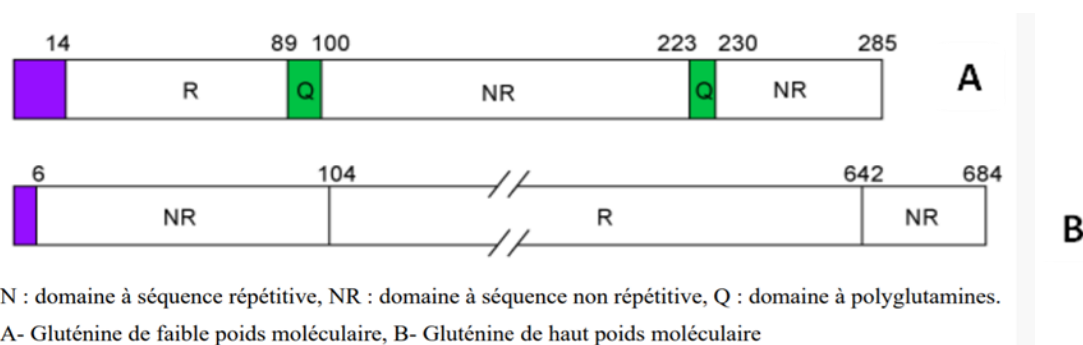 14 89 100 223 230 285
R Q NR Q NR A
6 104 642 684
NR R NR B
N : domaine à séquence répétitive, NR : domaine à séquence non répétitive, Q : domaine à polyglutamines.
A- Gluténine de faible poids moléculaire, B- Gluténine de haut poids moléculaire